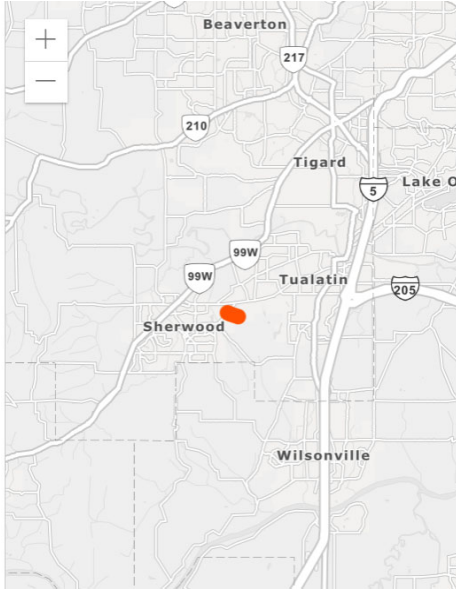 +
Beaverton
—
217
210
Tigard
5
Lake O
99W
99W
Tualatin
205
Sherwood
Wilsonville